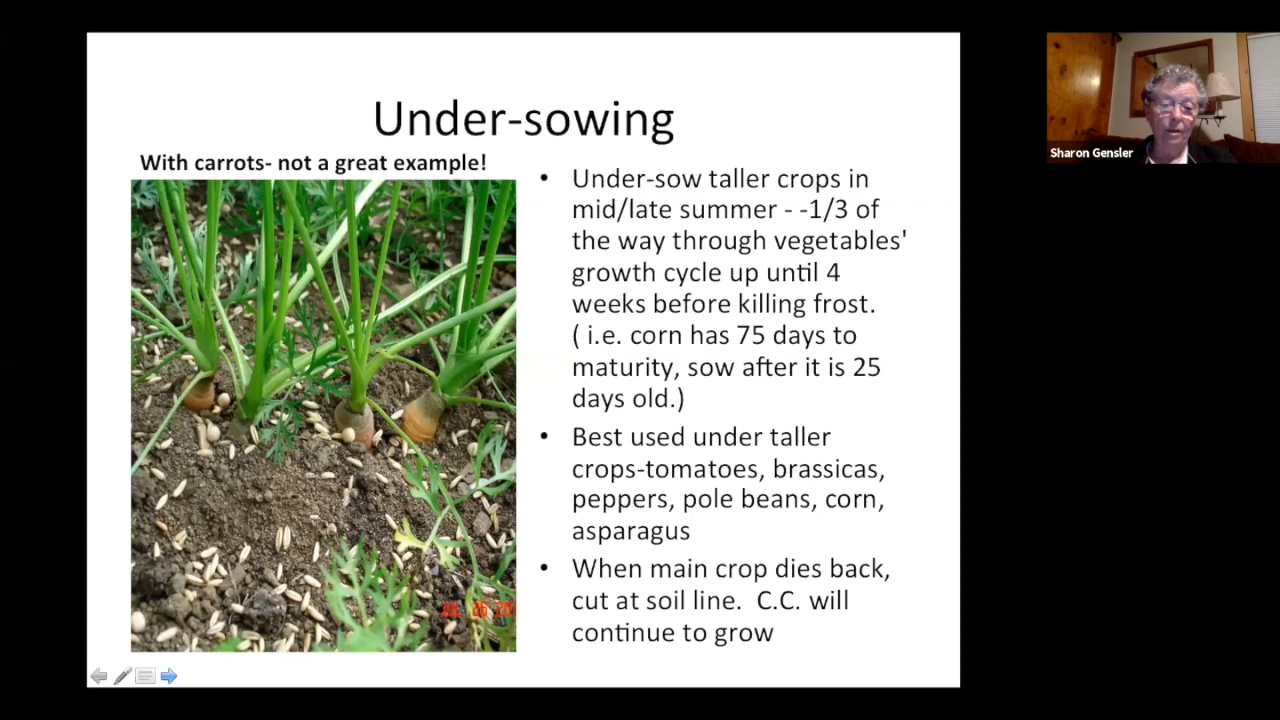 Under-sowing
With carrots- not a great example!
• Under-sow taller crops in
mid/late summer - -1/3 of
the way through vegetables'
growth cycle up until 4
weeks before killing frost.
( i.e. corn has 75 days to
maturity, sow after it is 25
days old.)
• Best used under taller
crops-tomatoes, brassicas,
peppers, pole beans, corn,
asparagus
• When main crop dies back,
cut at soil line.  C.C. will
continue to grow
Sharon Gensler